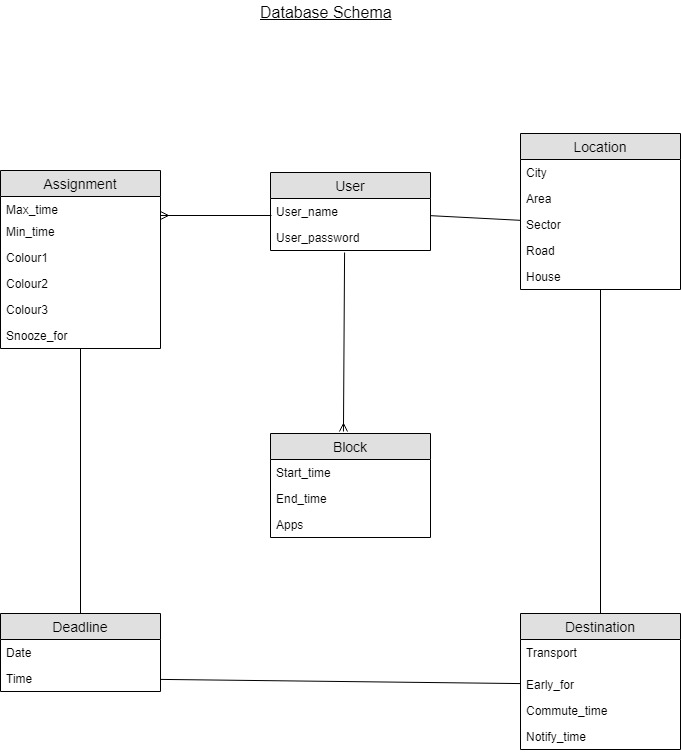 Database Schema
Assignment
Max_time
Min_time
Colour1
Colour2
Colour3
Snooze_for
User
User_name
User_password
Location
City
Area
Sector
Road
House
Block
Start_time
End_time
Apps
Deadline
Date
Time
Destination
Transport
Early_for
Commute_time
Notify_time